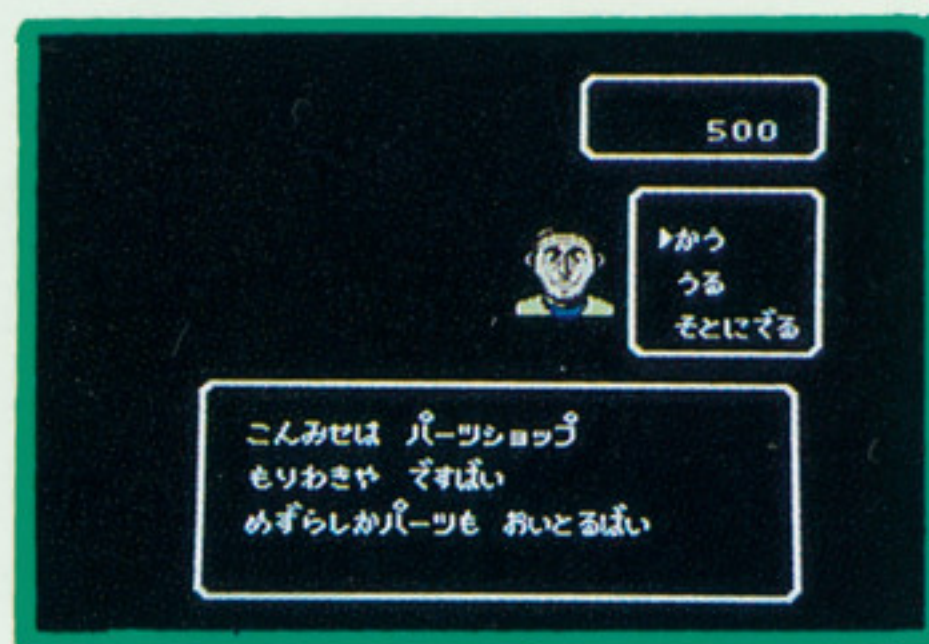 500
▶かう
うる
そとにでる
こんみせは パーツショップ
もりわきや ですばい
めずらしかパーツも おいとるばい